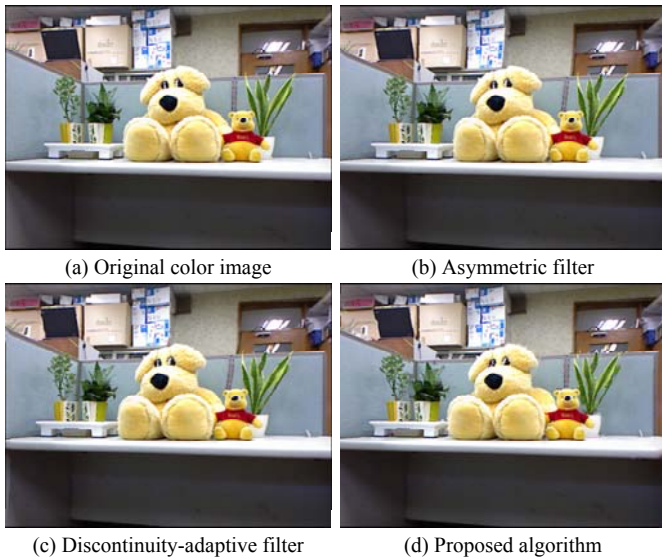 (a) Original color image
(b) Asymmetric filter
(c) Discontinuity-adaptive filter
(d) Proposed algorithm